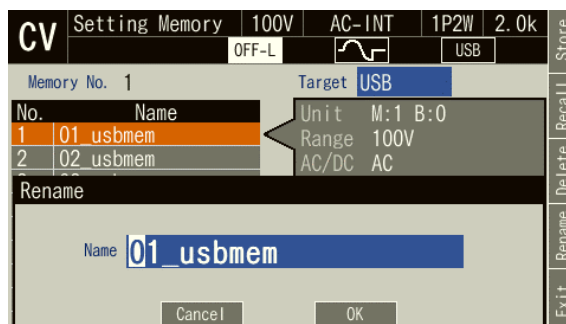 CV Setting Memory 100V AC-INT 1P2W 2.0k
OFF-L USB
Memory No. 1 Target USB
No. Name
1 01_usbmem
2 02_usbmem
Unit M:1 B:0
Range 100V
AC/DC AC
Rename
Name 01_usbmem
Cancel OK
Store
Recall
Delete
Rename
Exit